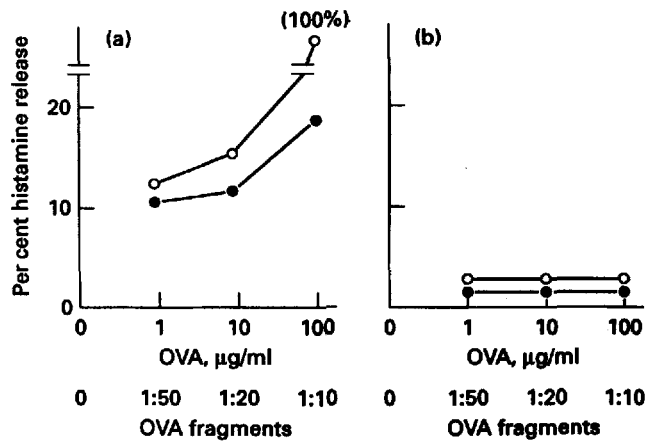 (100%)
(a)
Per cent histamine release
20
10
0
0 1 10 100
OVA, µg/ml
0 1:50 1:20 1:10
OVA fragments
(b)
0 1 10 100
OVA, µg/ml
0 1:50 1:20 1:10
OVA fragments